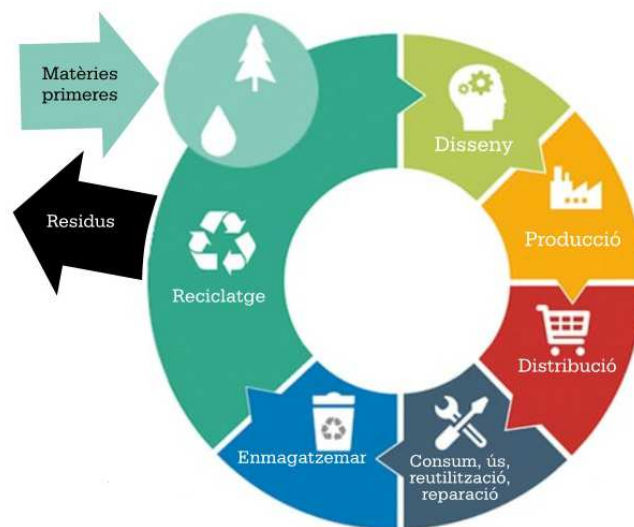 Matèries
primeres
Disseny
Residus
Producció
Reciclatge
Distribució
Enmagatzemar
Consum, ús,
reutilització,
reparació